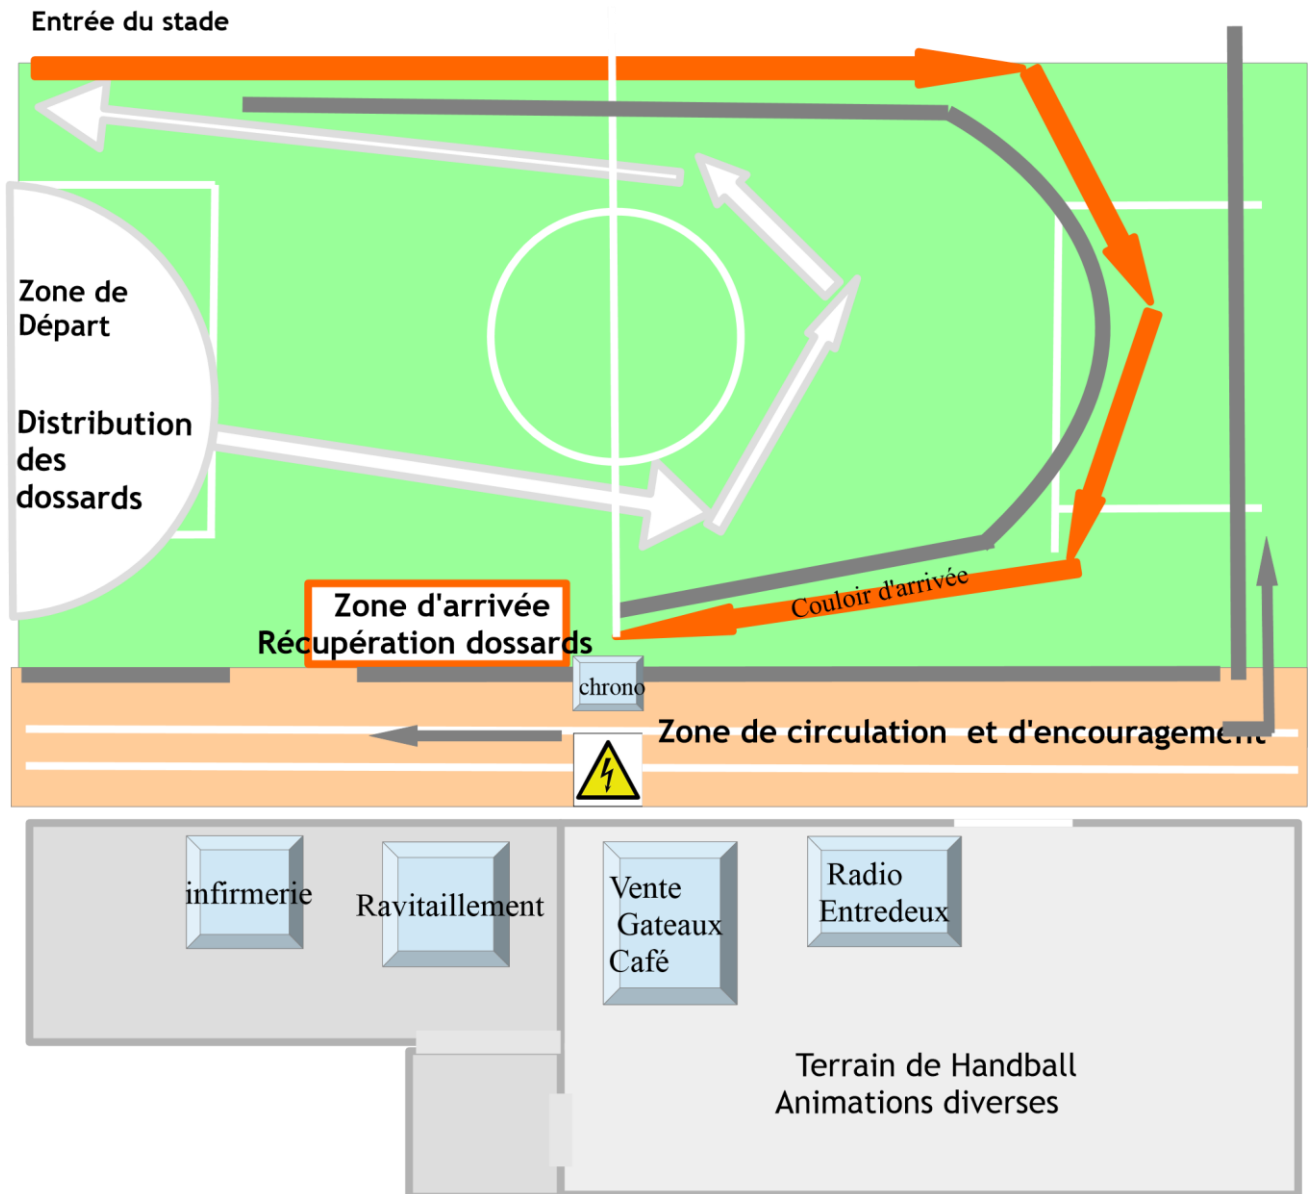 Entrée du stade
Zone de
Départ
Distribution
des
dossards
Couloir d'arrivée
Zone d'arrivée
Récupération dossards
chrono
Zone de circulation et d'encouragement
infirmerie
Ravitaillement
Vente
Gateaux
Café
Radio
Entredeux
Terrain de Handball
Animations diverses